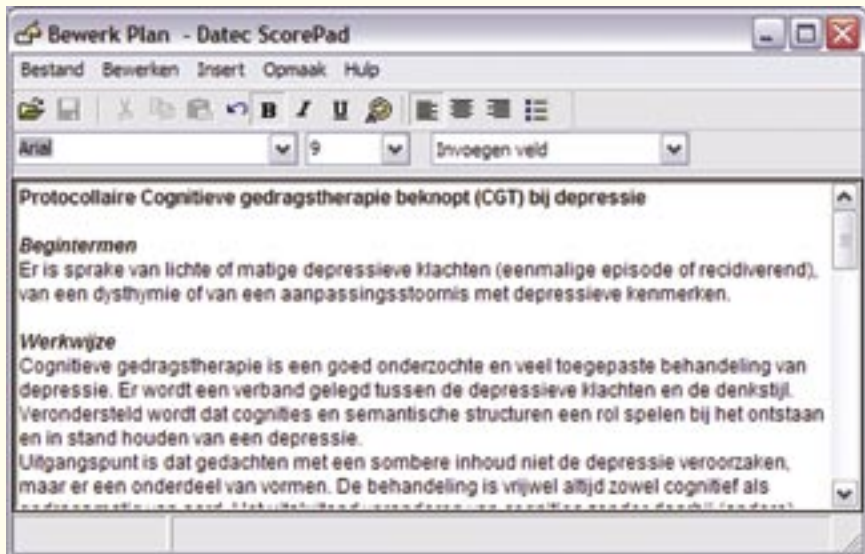 Bewerk Plan - Datec ScorePad
Bestand Bewerken Insert Opmaak Hulp
B I U
Arial 9 Invoegen veld
Protocollaire Cognitieve gedragstherapie beknopt (CGT) bij depressie
Begintermen
Er is sprake van lichte of matige depressieve klachten (eenmalige episode of recidiverend),
van een dysthymie of van een aanpassingsstoornis met depressieve kenmerken.
Werkwijze
Cognitieve gedragstherapie is een goed onderzochte en veel toegepaste behandeling van
depressie. Er wordt een verband gelegd tussen de depressieve klachten en de denkstijl.
Verondersteld wordt dat cognities en semantische structuren een rol spelen bij het ontstaan
en in stand houden van een depressie.
Uitgangspunt is dat gedachten met een sombere inhoud niet de depressie veroorzaken,
maar er een onderdeel van vormen. De behandeling is vrijwel altijd zowel cognitief als